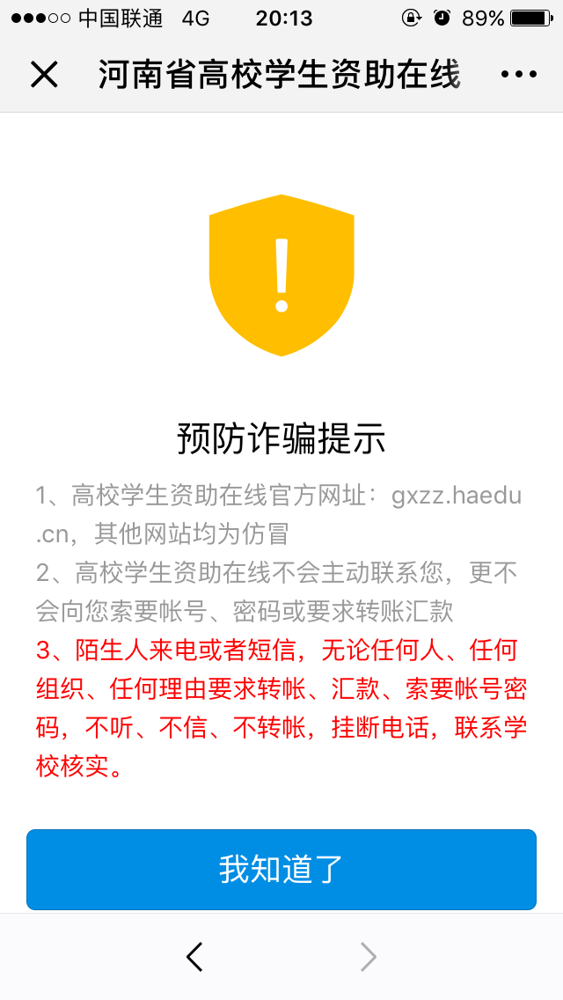 中国联通 4G 20:13 89%
河南省高校学生资助在线
预防诈骗提示
1、高校学生资助在线官方网址：gxzz.haedu
.cn，其他网站均为仿冒
2、高校学生资助在线不会主动联系您，更不
会向您索要帐号、密码或要求转账汇款
3、陌生人来电或者短信，无论任何人、任何
组织、任何理由要求转帐、汇款、索要帐号密
码，不听、不信、不转帐，挂断电话，联系学
校核实。
我知道了